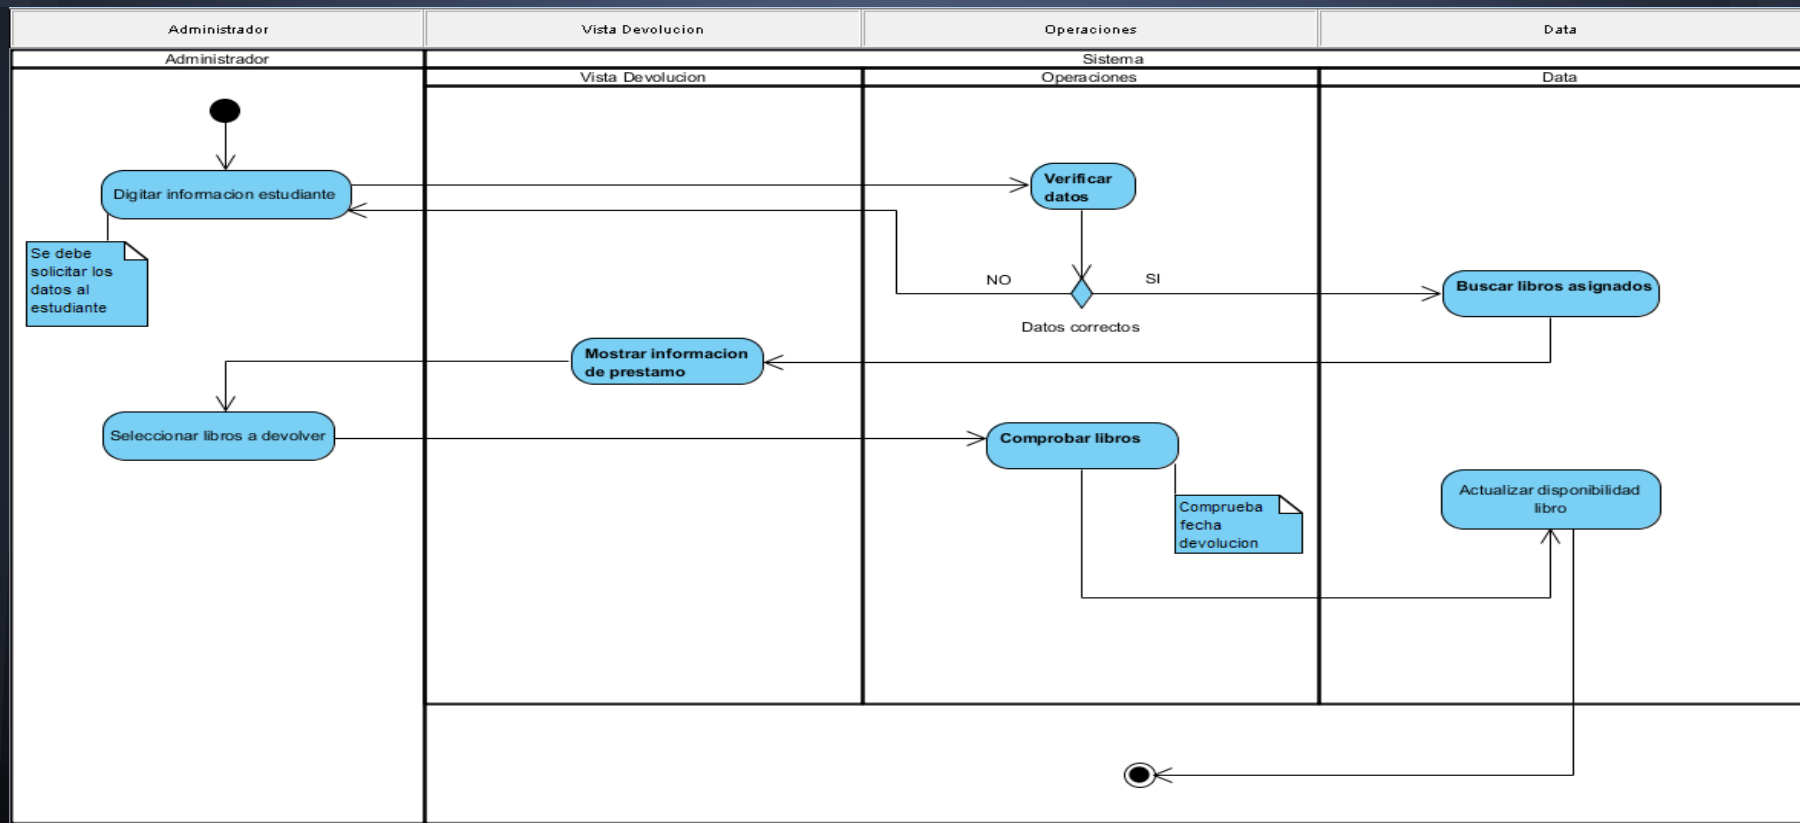 Administrador
Vista Devolucion
Operaciones
Data
Administrador
Sistema
Vista Devolucion
Operaciones
Data
Digitar informacion estudiante
Verificar
datos
Se debe
solicitar los
datos al
estudiante
NO
SI
Buscar libros asignados
Datos correctos
Mostrar informacion
de prestamo
Seleccionar libros a devolver
Comprobar libros
Comprueba
fecha
devolucion
Actualizar disponibilidad
libro